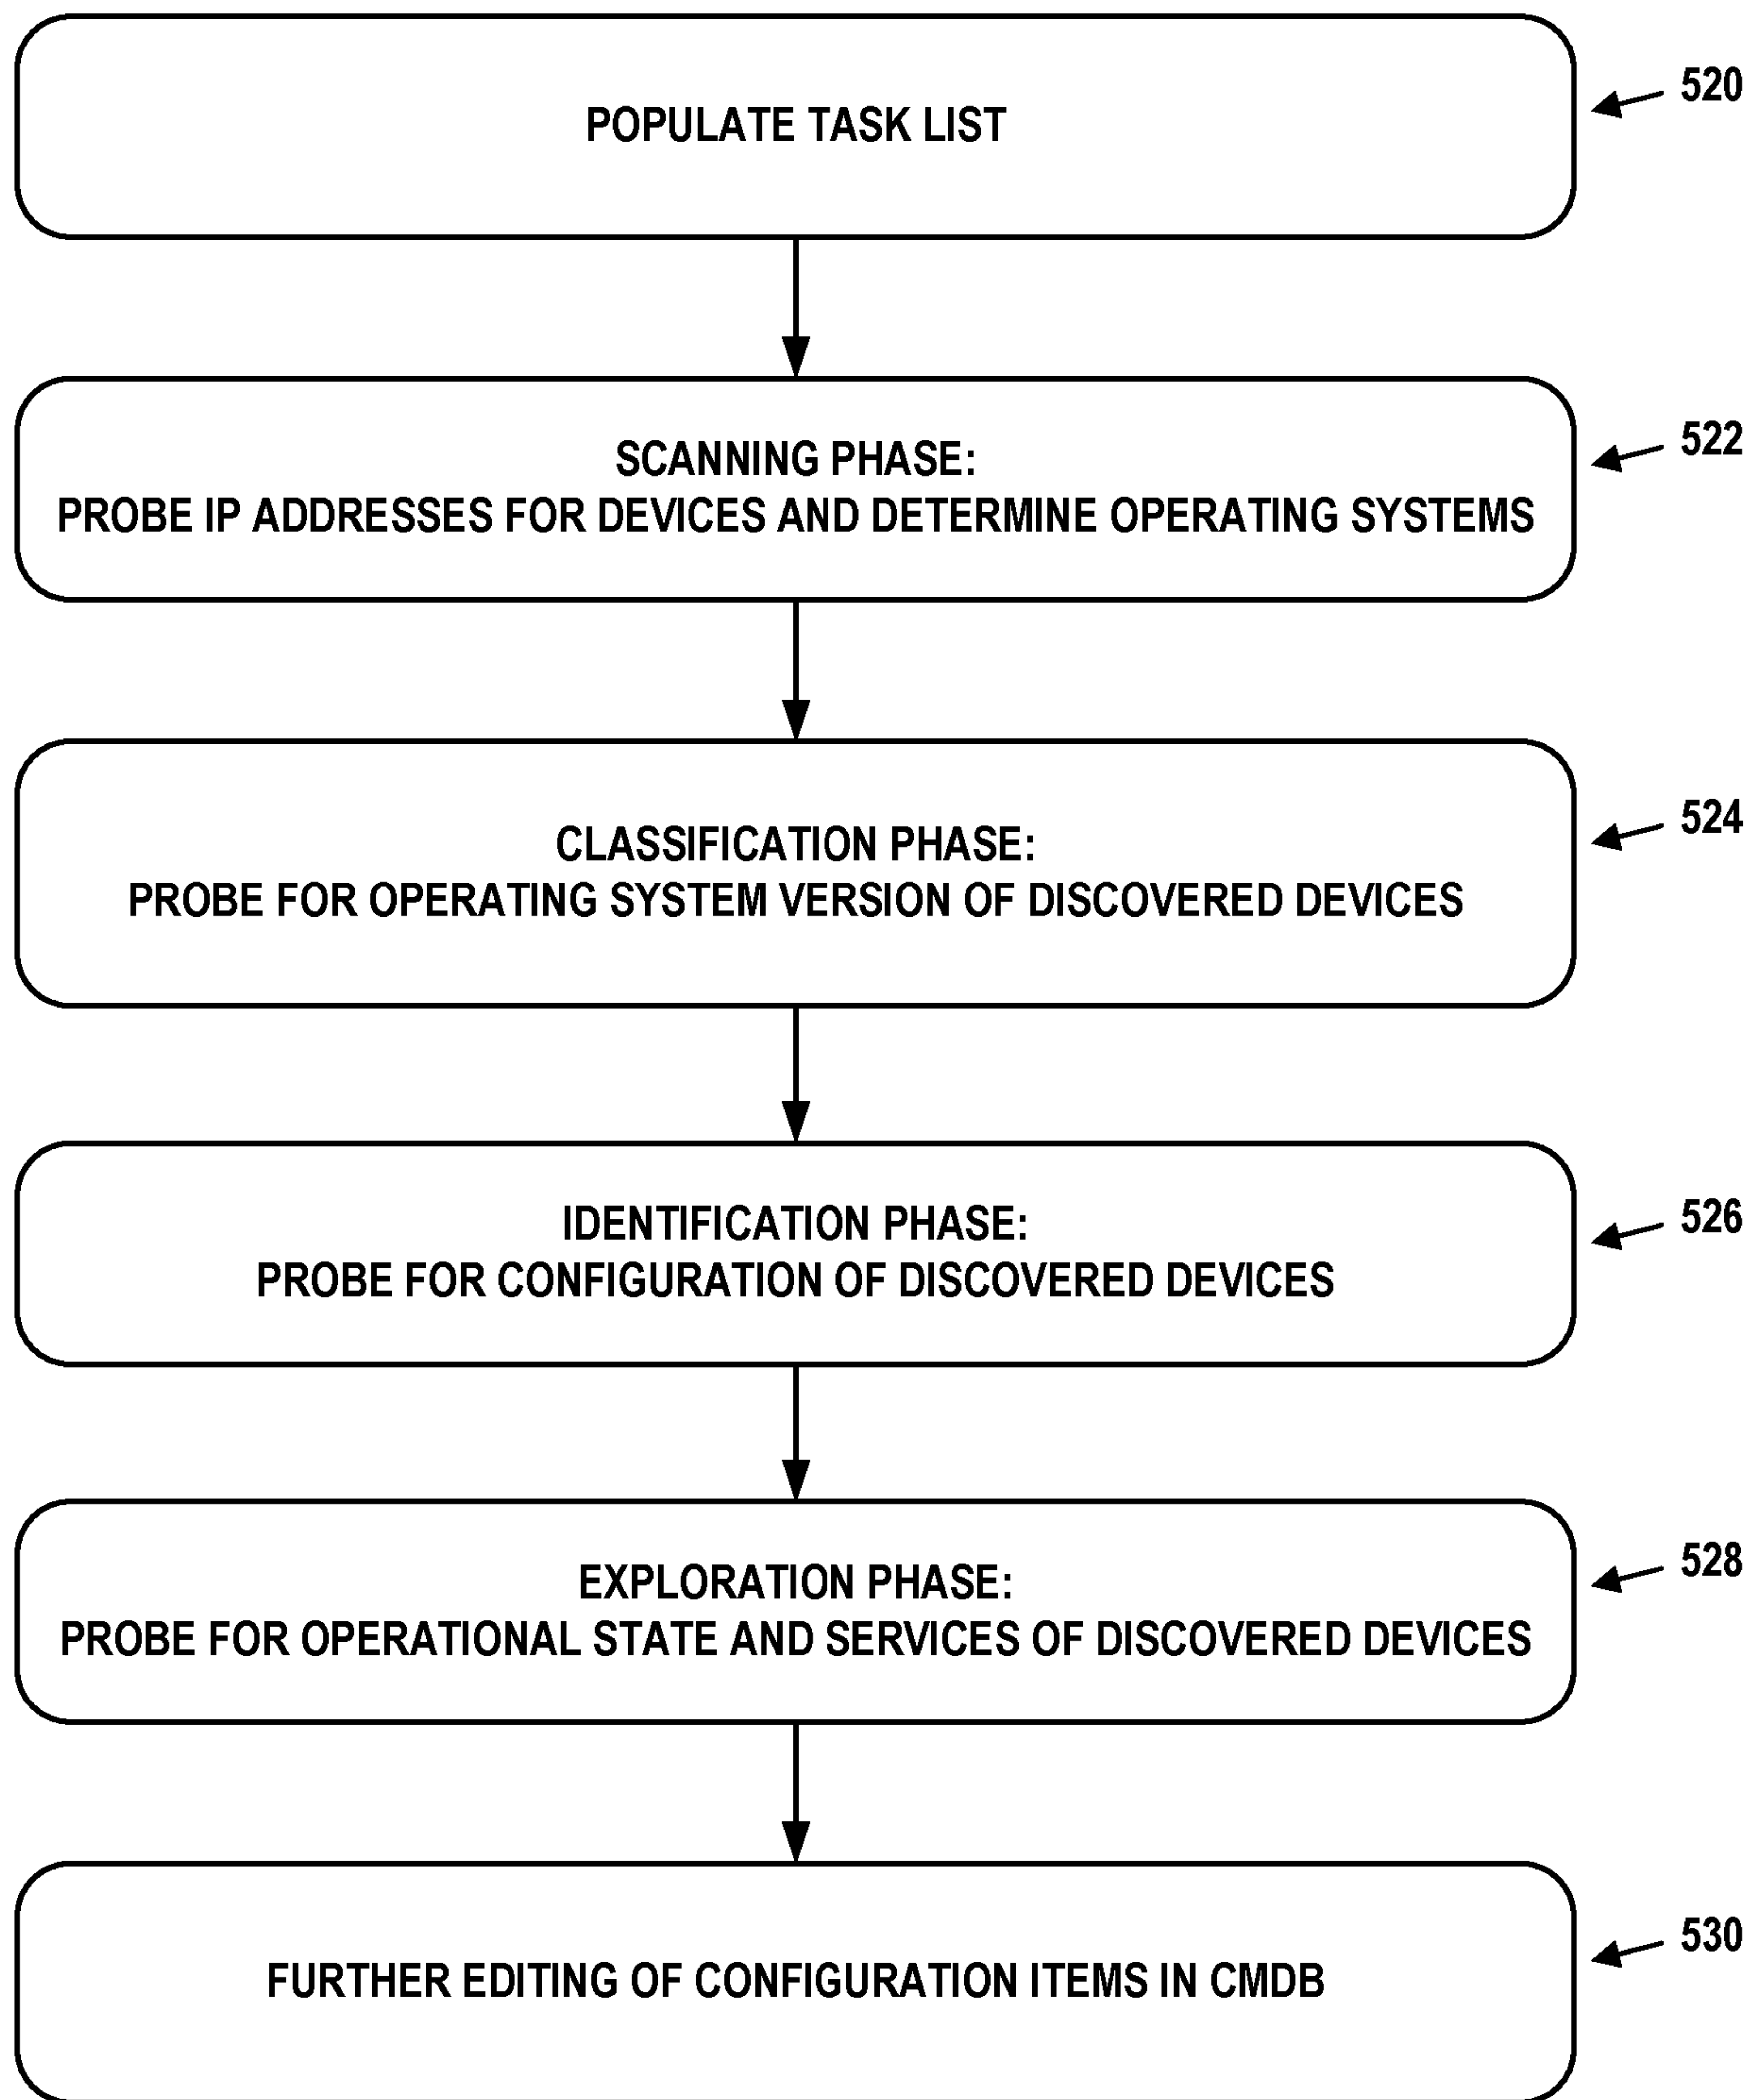 POPULATE TASK LIST
520
SCANNING PHASE:
PROBE IP ADDRESSES FOR DEVICES AND DETERMINE OPERATING SYSTEMS
522
CLASSIFICATION PHASE:
PROBE FOR OPERATING SYSTEM VERSION OF DISCOVERED DEVICES
524
IDENTIFICATION PHASE:
PROBE FOR CONFIGURATION OF DISCOVERED DEVICES
526
EXPLORATION PHASE:
PROBE FOR OPERATIONAL STATE AND SERVICES OF DISCOVERED DEVICES
528
FURTHER EDITING OF CONFIGURATION ITEMS IN CMDB
530